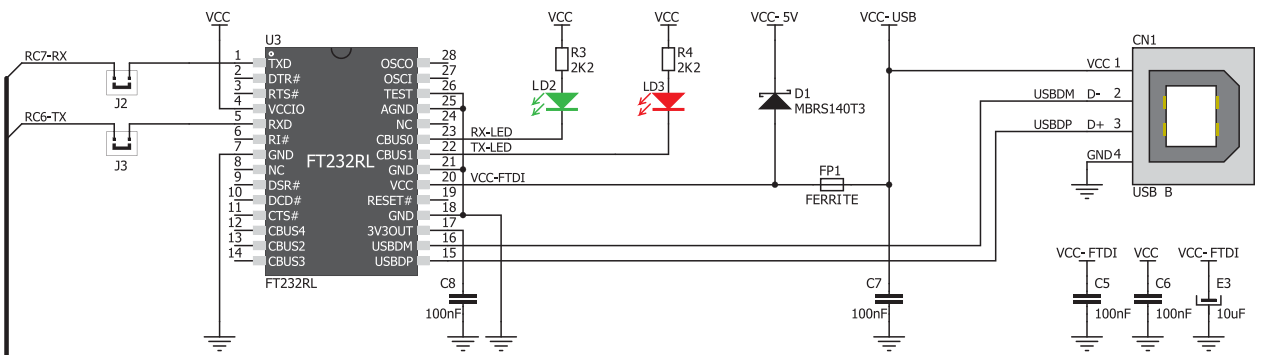 VCC
VCC
VCC
VCC-5V
VCC-USB
U3
R3
2K2
R4
2K2
CN1
RC7-RX
J2
RC6-TX
J3
1 TXD
2 DTR#
3 RTS#
4 VCCIO
5 RXD
6 RI#
7 GND
8 NC
9 DSR#
10 DCD#
11 CTS#
12 CBUS4
13 CBUS2
14 CBUS3
FT232RL
OSCO 28
OSCI 27
TEST 26
AGND 25
NC 24
CBUS0 23
CBUS1 22
GND 21
VCC 20
RESET# 19
GND 18
3V3OUT 17
USBDM 16
USBDP 15
FT232RL
LD2
LD3
RX-LED
TX-LED
VCC-FTDI
D1
MBRS140T3
FP1
FERRITE
VCC 1
USBDM D- 2
USBDP D+ 3
GND 4
USB B
C8
100nF
C7
100nF
VCC-FTDI
C5
100nF
VCC
C6
100nF
VCC-FTDI
E3
10uF